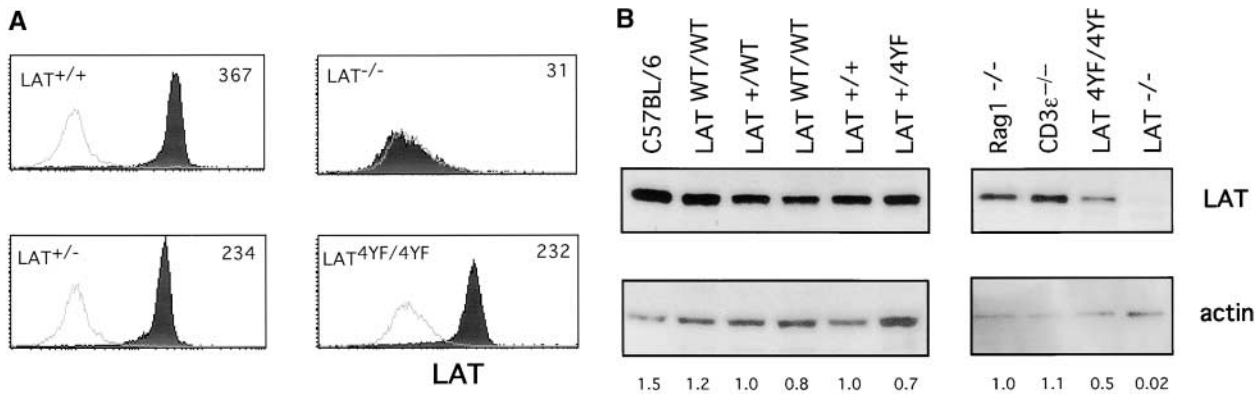 A
LAT+/+ 367
LAT-/- 31
LAT+/- 234
LAT4YF/4YF 232
LAT
B
C57BL/6
LAT WT/WT
LAT +/WT
LAT WT/WT
LAT +/+
LAT +/4YF
Rag1 -/-
CD3ε-/-
LAT 4YF/4YF
LAT -/-
LAT
actin
1.5 1.2 1.0 0.8 1.0 0.7 1.0 1.1 0.5 0.02